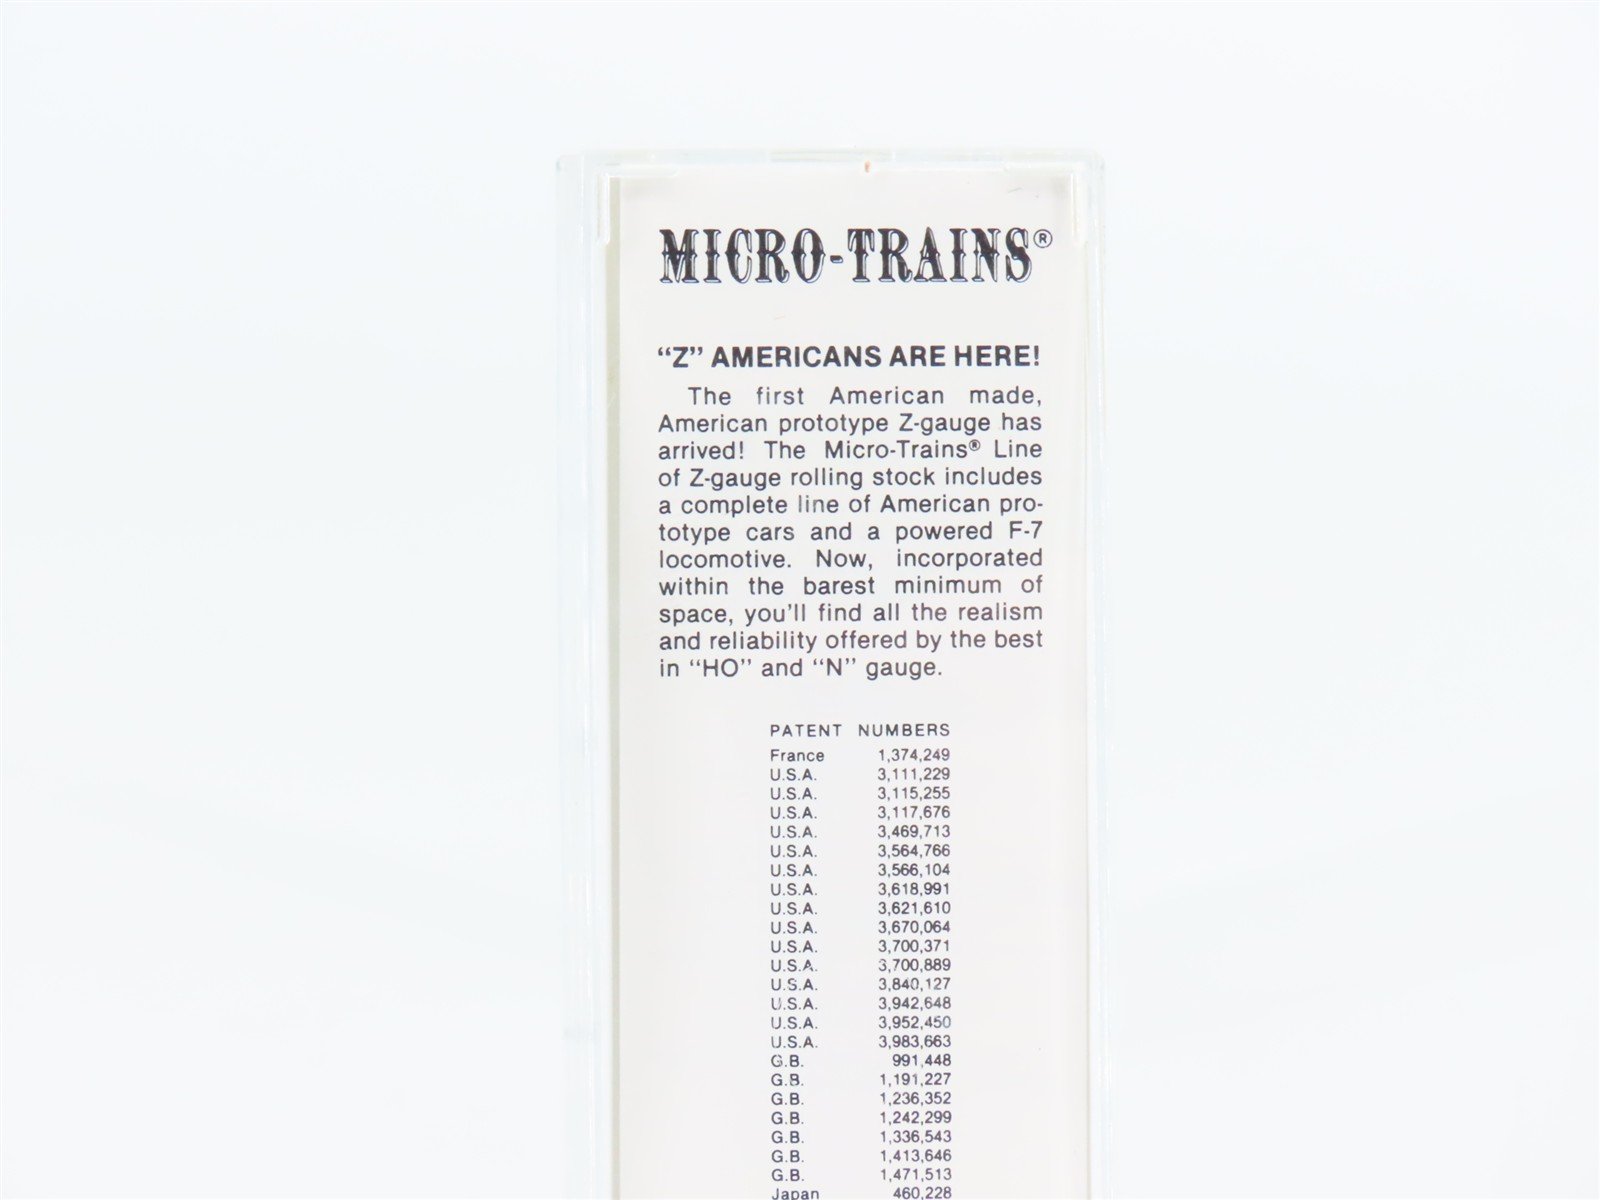 MICRO-TRAINS®
“Z” AMERICANS ARE HERE!
The first American made,
American prototype Z-gauge has
arrived! The Micro-Trains® Line
of Z-gauge rolling stock includes
a complete line of American pro-
totype cars and a powered F-7
locomotive. Now, incorporated
within the barest minimum of
space, you'll find all the realism
and reliability offered by the best
in “HO” and “N” gauge.
PATENT NUMBERS
France 1,374,249
U.S.A. 3,111,229
U.S.A. 3,115,255
U.S.A. 3,117,676
U.S.A. 3,469,713
U.S.A. 3,564,766
U.S.A. 3,566,104
U.S.A. 3,618,991
U.S.A. 3,621,610
U.S.A. 3,670,064
U.S.A. 3,700,371
U.S.A. 3,700,889
U.S.A. 3,840,127
U.S.A. 3,942,648
U.S.A. 3,952,450
U.S.A. 3,983,663
G.B. 991,448
G.B. 1,191,227
G.B. 1,236,352
G.B. 1,242,299
G.B. 1,336,543
G.B. 1,413,646
G.B. 1,471,513
Japan 460,228